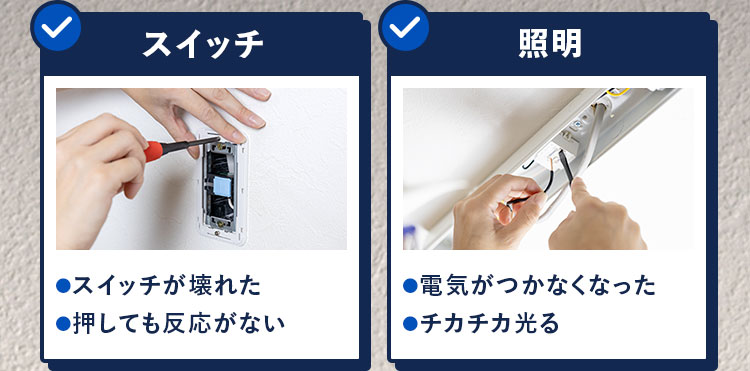 スイッチ
●スイッチが壊れた
●押しても反応がない
照明
●電気がつかなくなった
●チカチカ光る